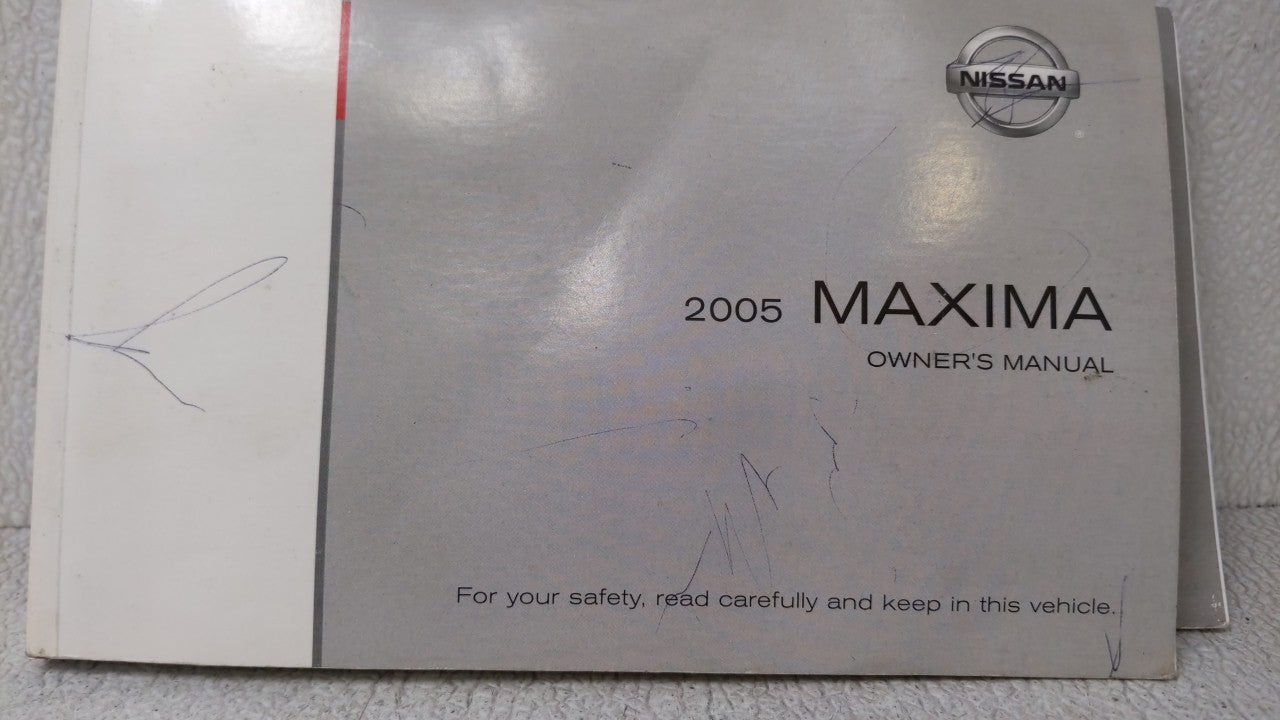 NISSAN
®
2005 MAXIMA
OWNER'S MANUAL
For your safety, read carefully and keep in this vehicle.